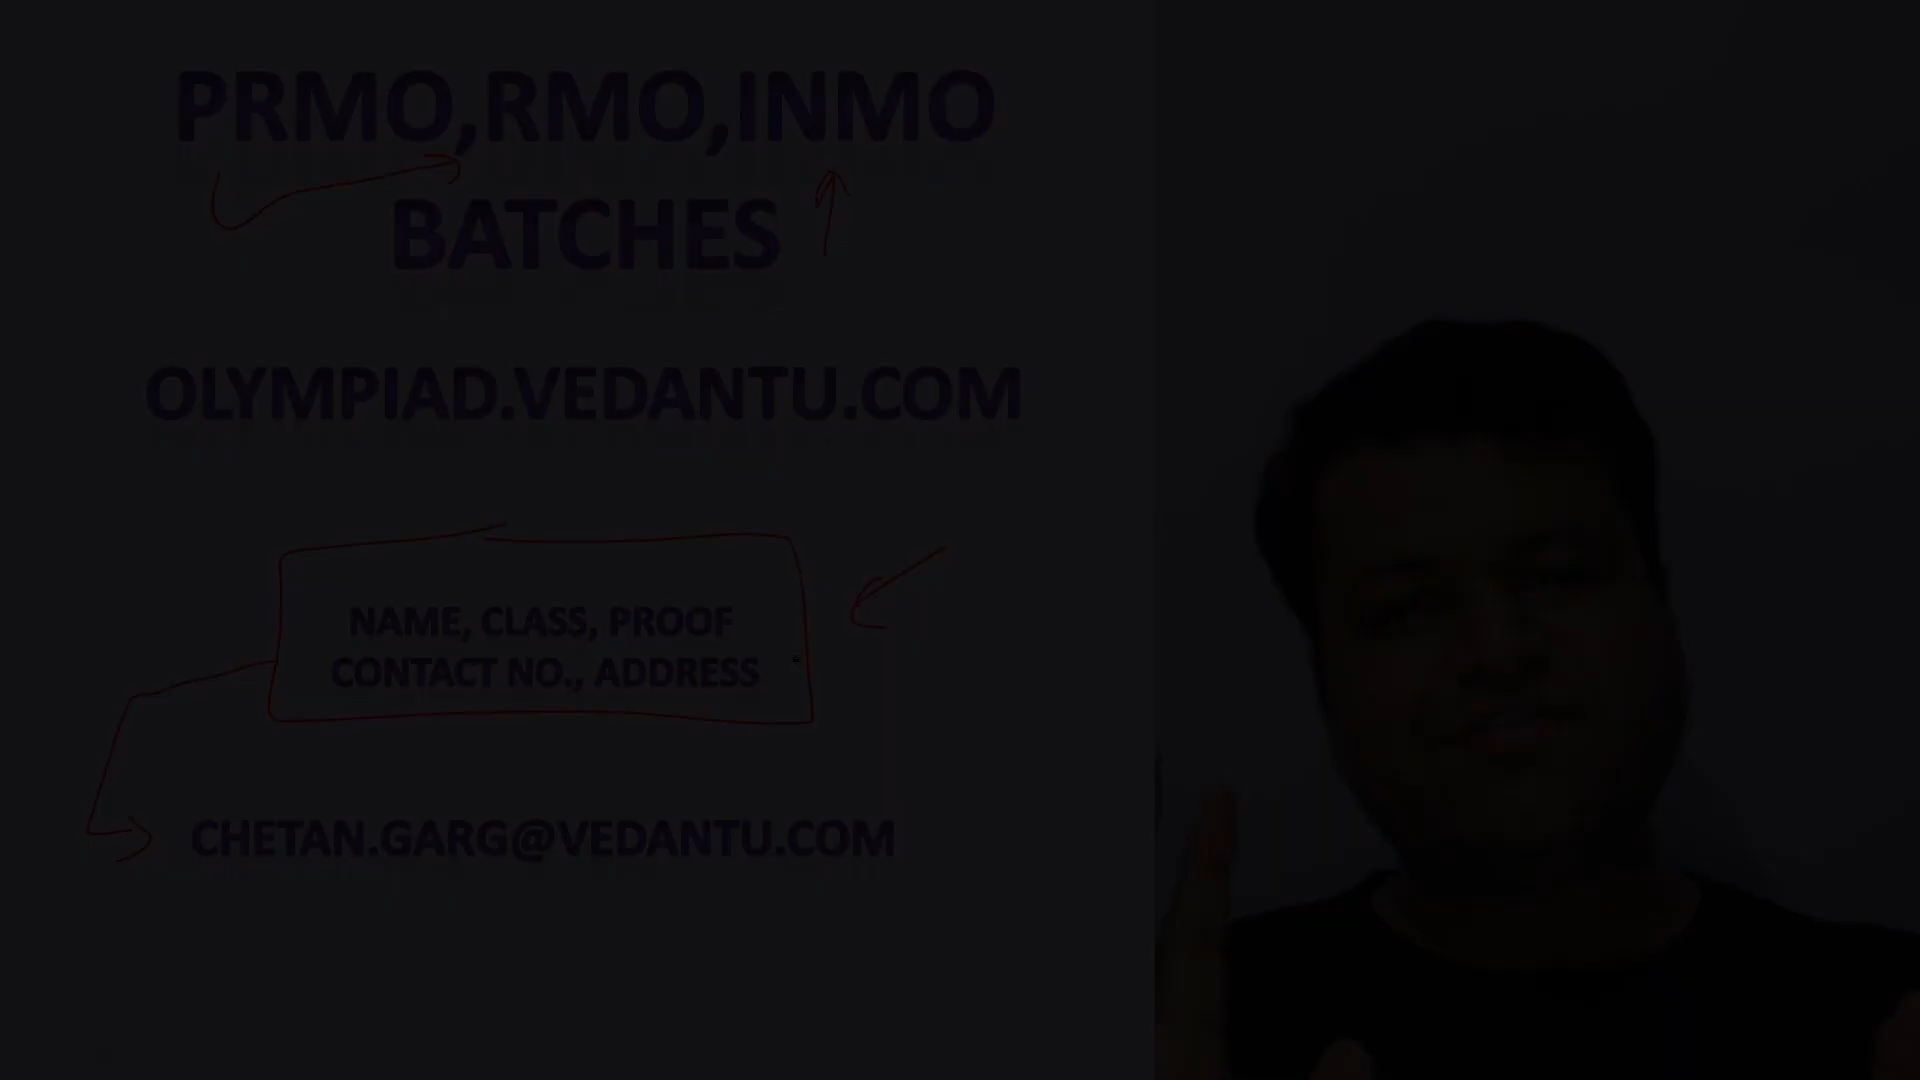 PRMO,RMO,INMO
BATCHES
OLYMPIAD.VEDANTU.COM
NAME, CLASS, PROOF
CONTACT NO., ADDRESS
CHETAN.GARG@VEDANTU.COM